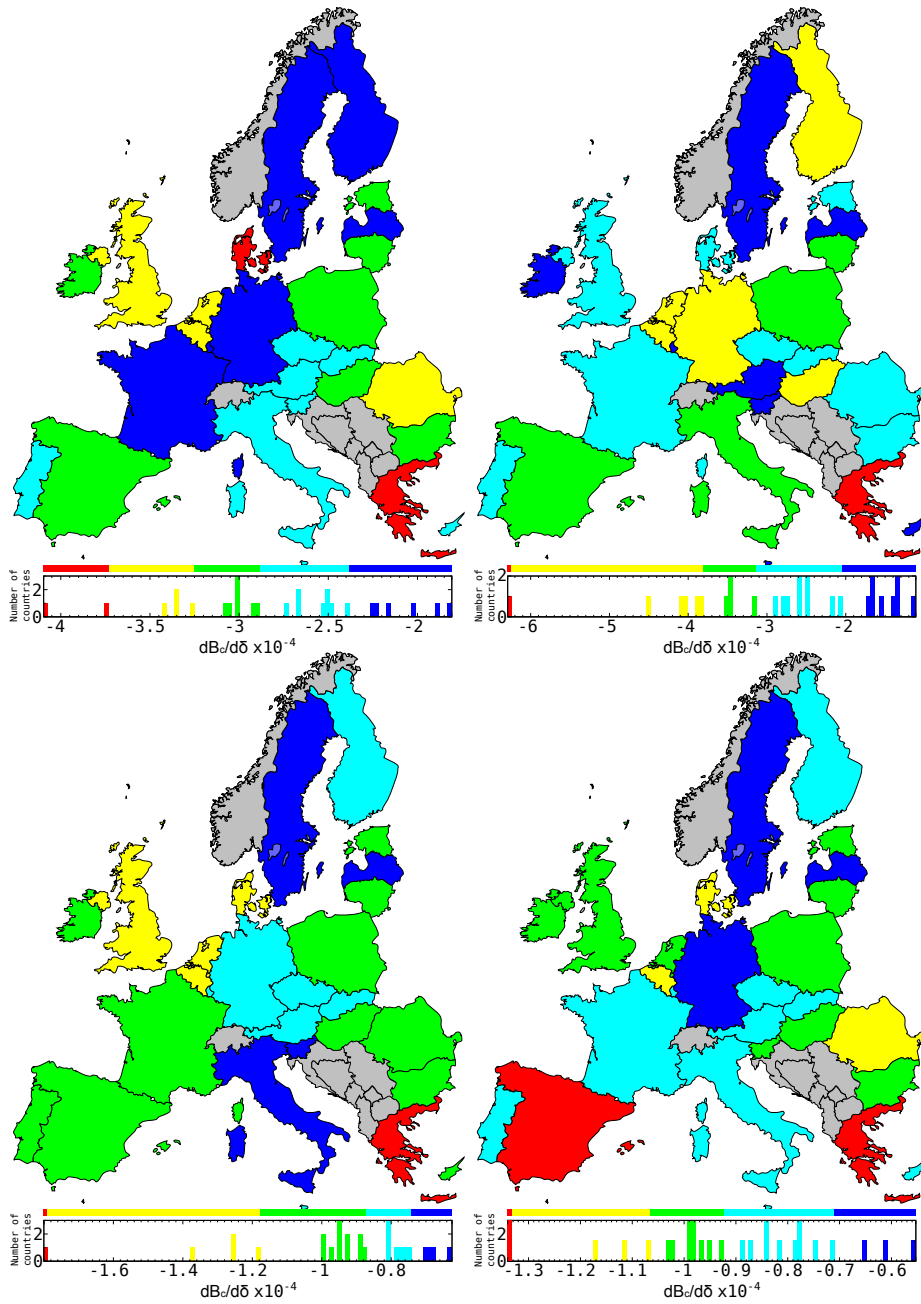 Number of
countries
2
0
-4
-3.5
-3
-2.5
-2
dB꜀/dδ x10⁻⁴
Number of
countries
2
0
-6
-5
-4
-3
-2
dB꜀/dδ x10⁻⁴
Number of
countries
2
0
-1.6
-1.4
-1.2
-1
-0.8
dB꜀/dδ x10⁻⁴
Number of
countries
2
0
-1.3
-1.2
-1.1
-1
-0.9
-0.8
-0.7
-0.6
dB꜀/dδ x10⁻⁴